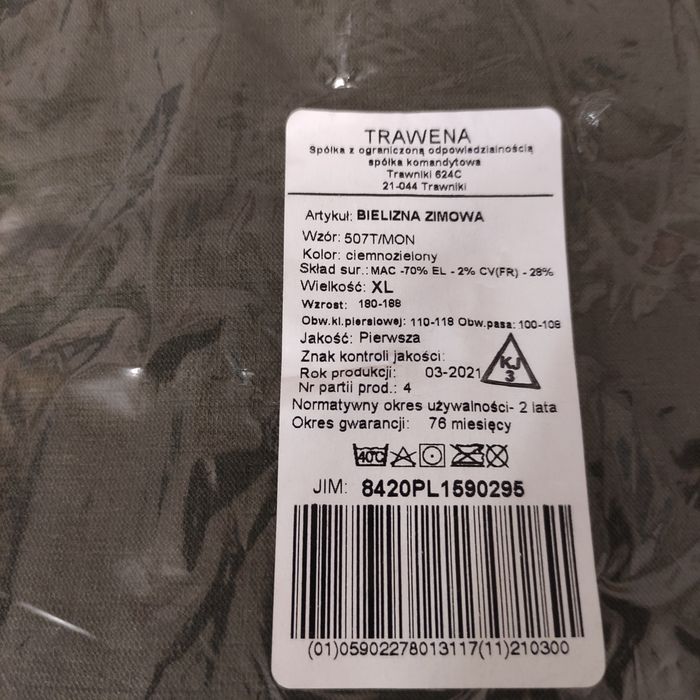 TRAWENA
Spółka z ograniczoną odpowiedzialnością
spółka komandytowa
Trawniki 624C
21-044 Trawniki
Artykuł: BIELIZNA ZIMOWA
Wzór: 507T/MON
Kolor: ciemnozielony
Skład sur.: MAC -70% EL - 2% CV(FR) - 28%
Wielkość: XL
Wzrost: 180-188
Obw.kl.piersiowej: 110-118 Obw.pasa: 100-108
Jakość: Pierwsza
Znak kontroli jakości:
KJ
3
Rok produkcji: 03-2021
Nr partii prod.: 4
Normatywny okres używalności- 2 lata
Okres gwarancji: 76 miesięcy
40°C
JIM: 8420PL1590295
(01)05902278013117(11)210300